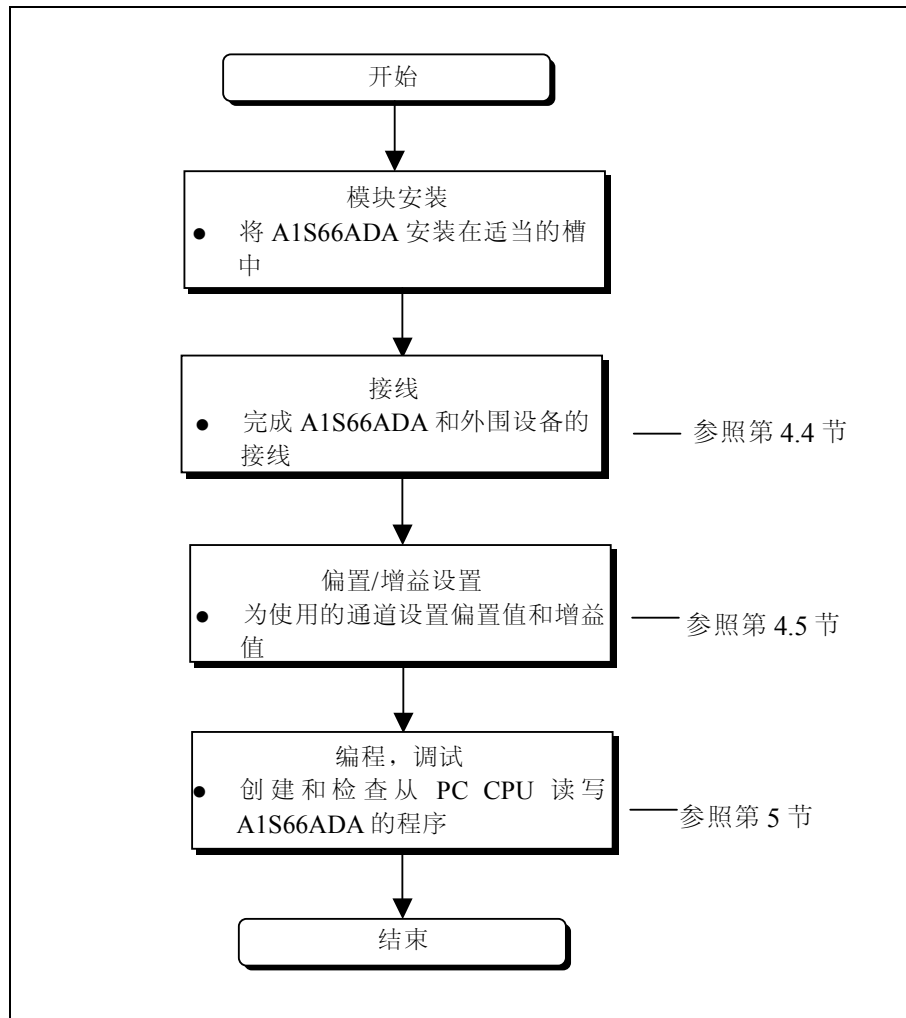 开始
模块安装
● 将 A1S66ADA 安装在适当的槽
中
接线
● 完成 A1S66ADA 和外围设备的
接线
参照第 4.4 节
偏置/增益设置
● 为使用的通道设置偏置值和增益
值
参照第 4.5 节
编程，调试
● 创建和检查从 PC CPU 读写
A1S66ADA 的程序
参照第 5 节
结束